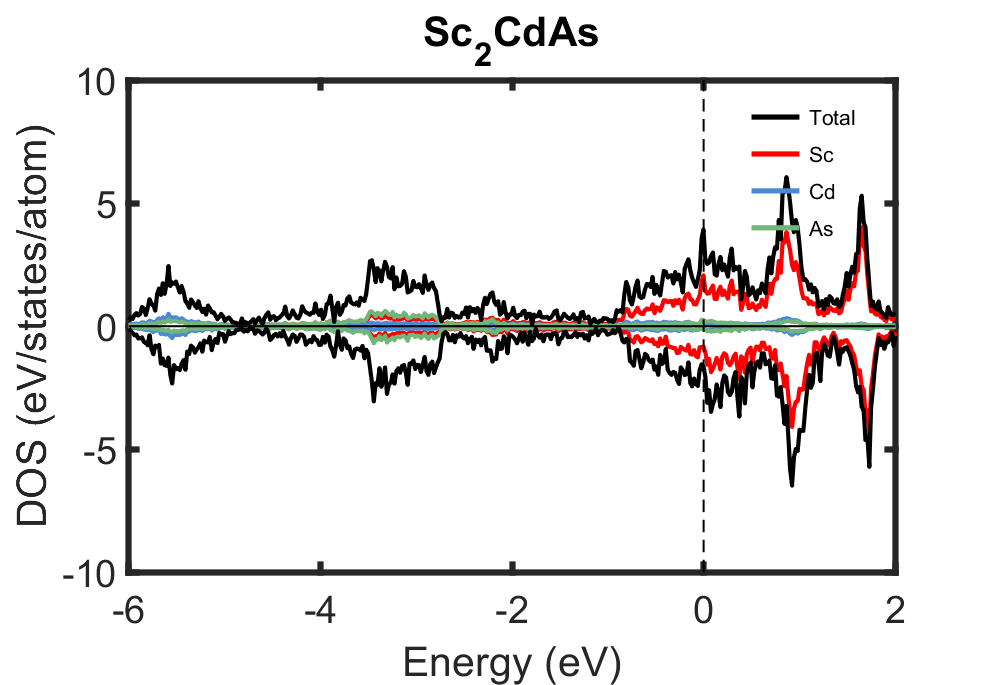 Sc2CdAs
10
5
0
-5
-10
DOS (eV/states/atom)
Total
Sc
Cd
As
-6
-4
-2
0
2
Energy (eV)